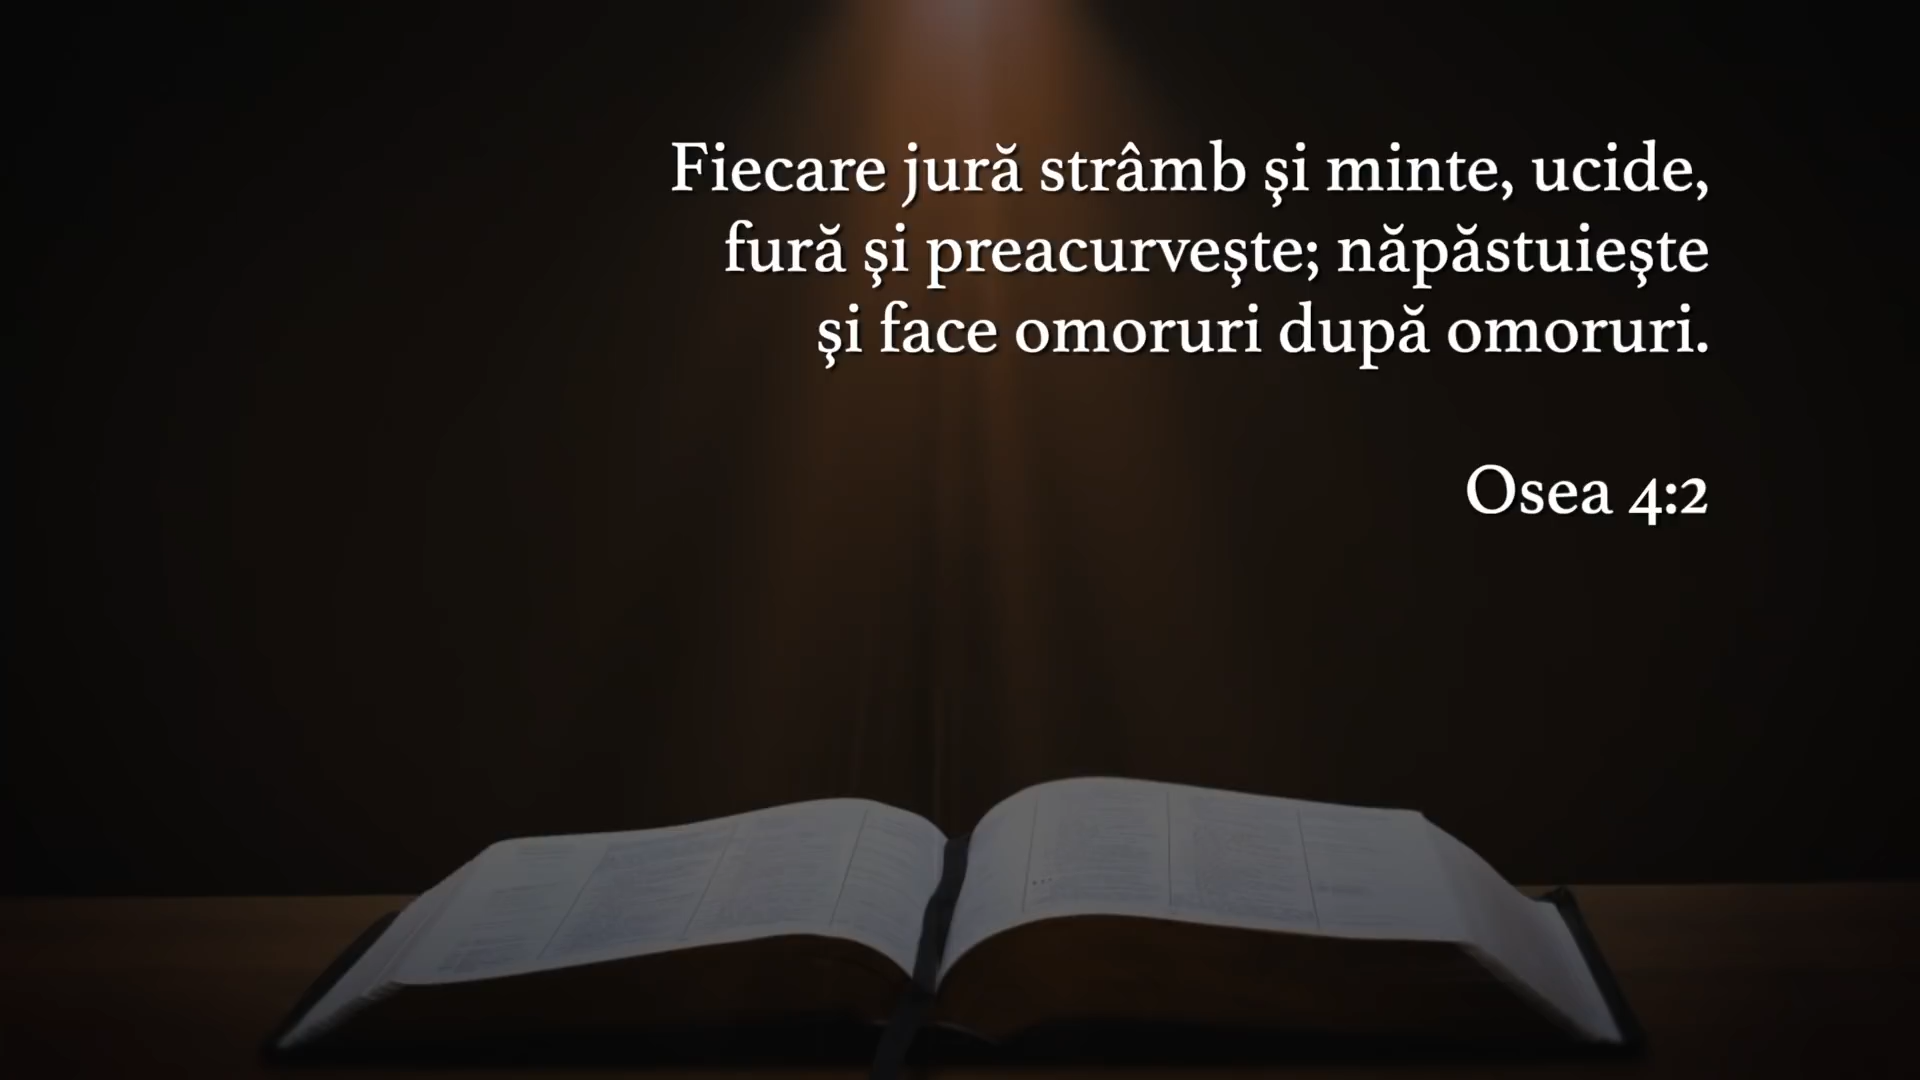 Fiecare jură strâmb şi minte, ucide,
fură şi preacurveşte; năpăstuieşte
şi face omoruri după omoruri.
Osea 4:2